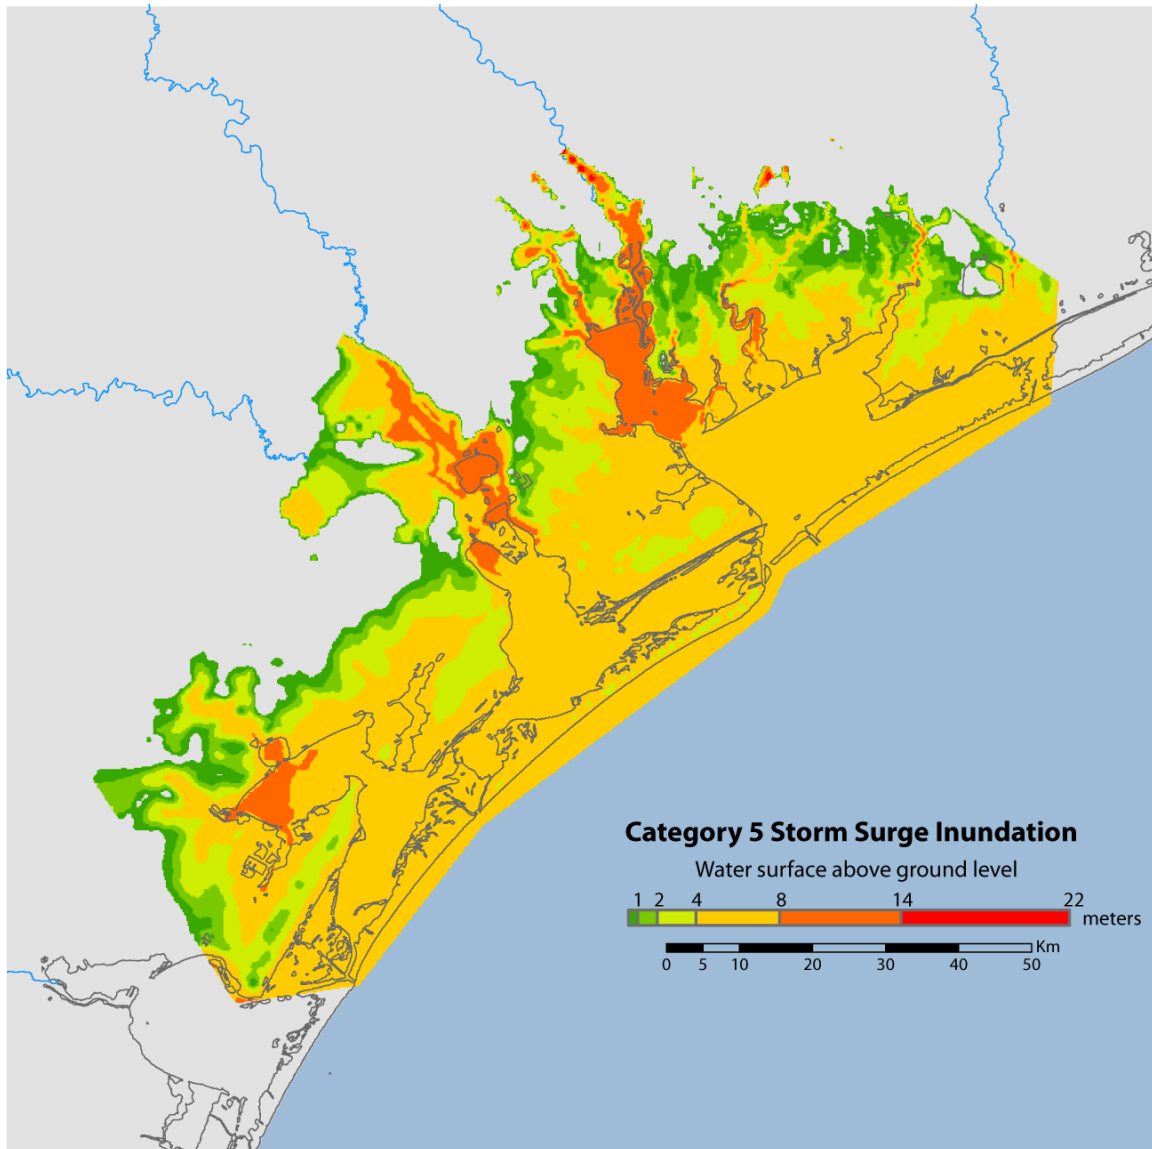 Category 5 Storm Surge Inundation
Water surface above ground level
1 2 4 8 14 22
meters
Km
0 5 10 20 30 40 50